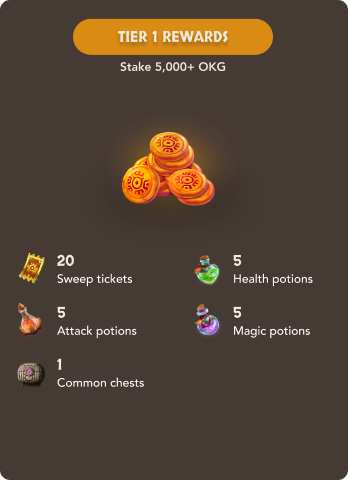 TIER 1 REWARDS
Stake 5,000+ OKG
20
Sweep tickets
5
Health potions
5
Attack potions
5
Magic potions
1
Common chests